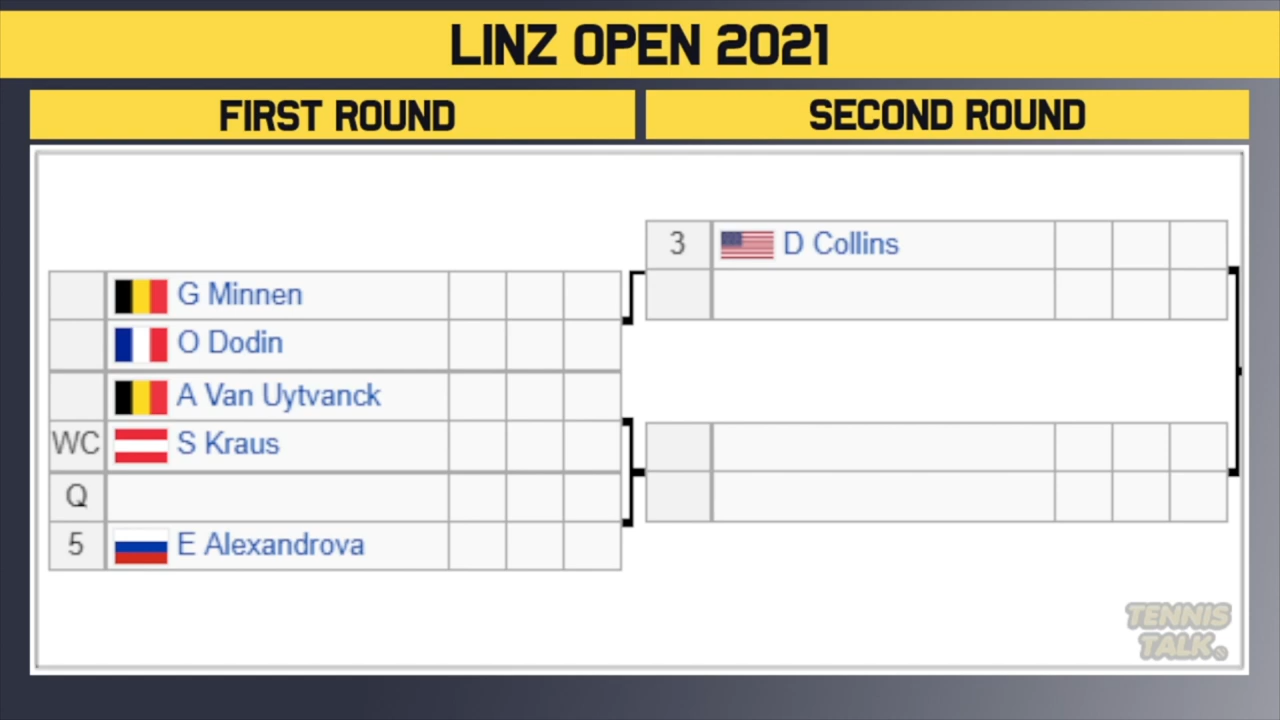 LINZ OPEN 2021
FIRST ROUND
SECOND ROUND
3 D Collins
G Minnen
O Dodin
A Van Uytvanck
WC S Kraus
Q
5 E Alexandrova
TENNIS
TALK